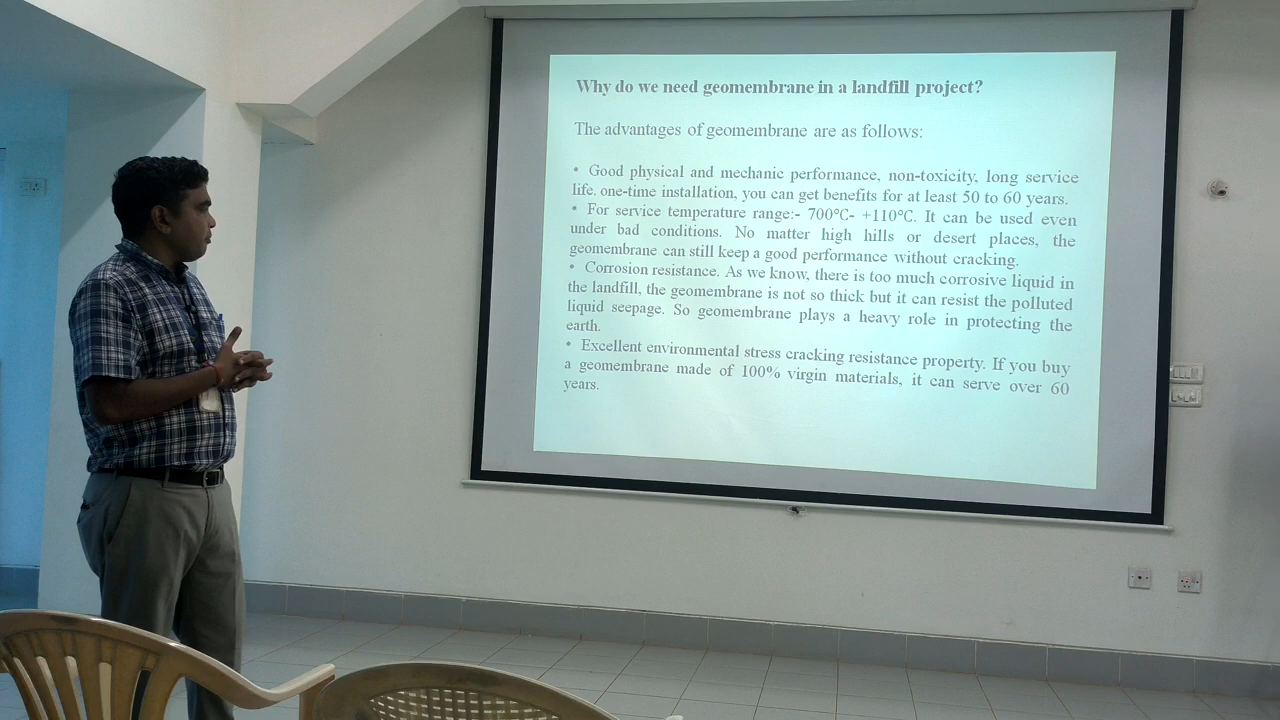 Why do we need geomembrane in a landfill project?
The advantages of geomembrane are as follows:
• Good physical and mechanic performance, non-toxicity, long service
life, one-time installation, you can get benefits for at least 50 to 60 years.
• For service temperature range:- 700°C- +110°C. It can be used even
under bad conditions. No matter high hills or desert places, the
geomembrane can still keep a good performance without cracking.
• Corrosion resistance. As we know, there is too much corrosive liquid in
the landfill, the geomembrane is not so thick but it can resist the polluted
liquid seepage. So geomembrane plays a heavy role in protecting the
earth.
• Excellent environmental stress cracking resistance property. If you buy
a geomembrane made of 100% virgin materials, it can serve over 60
years.